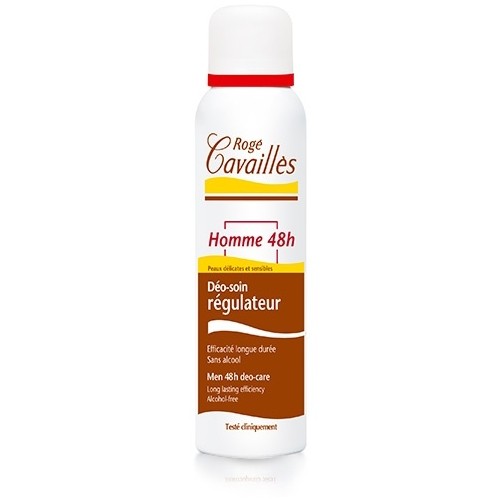 Rogé
Cavaillès
Homme 48h
Peaux délicates et sensibles
Déo-soin
régulateur
Efficacité longue durée
Sans alcool
Men 48h deo-care
Long lasting efficiency
Alcohol-free
Testé cliniquement